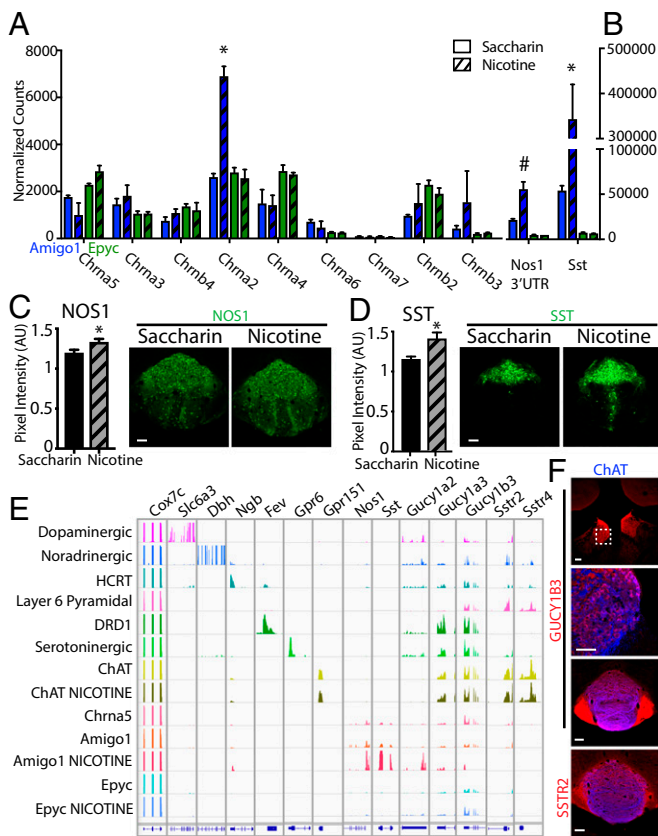 A
B
8000
6000
4000
2000
0
Normalized Counts
Saccharin
Nicotine
500000
400000
300000
100000
50000
0
*
#
*
Amigo1 Epyc
Chrna5
Chrna3
Chrnb4
Chrna2
Chrna4
Chrna6
Chrna7
Chrnb2
Chrnb3
Nos1
3'UTR
Sst
C
NOS1
Pixel Intensity (AU)
1.5
1
0.5
0
*
Saccharin Nicotine
NOS1
Saccharin Nicotine
D
SST
Pixel Intensity (AU)
1.5
1
0.5
0
*
Saccharin Nicotine
SST
Saccharin Nicotine
E
Cox7c
Slc6a3
Dbh
Ngb
Fev
Gpr6
Gpr151
Nos1
Sst
Gucy1a2
Gucy1a3
Gucy1b3
Sstr2
Sstr4
Dopaminergic
Noradrinergic
HCRT
Layer 6 Pyramidal
DRD1
Serotoninergic
ChAT
ChAT NICOTINE
Chrna5
Amigo1
Amigo1 NICOTINE
Epyc
Epyc NICOTINE
F
ChAT
GUCY1B3
SSTR2